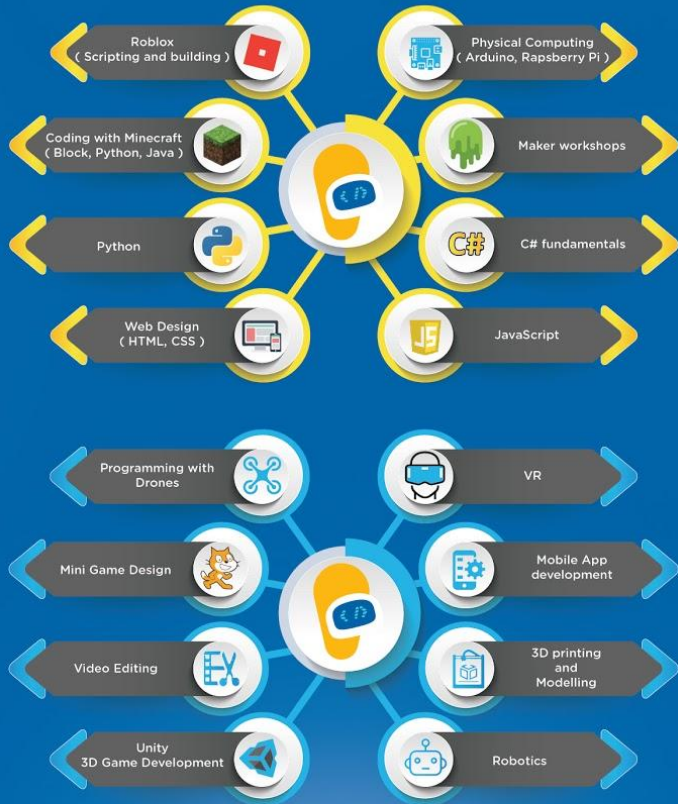 Roblox
( Scripting and building )
Physical Computing
( Arduino, Rapsberry Pi )
Coding with Minecraft
( Block, Python, Java )
Maker workshops
</>
Python
C#
C# fundamentals
Web Design
( HTML, CSS )
JS
JavaScript
Programming with
Drones
VR
Mini Game Design
Mobile App
development
</>
Video Editing
3D printing
and
Modelling
Unity
3D Game Development
Robotics